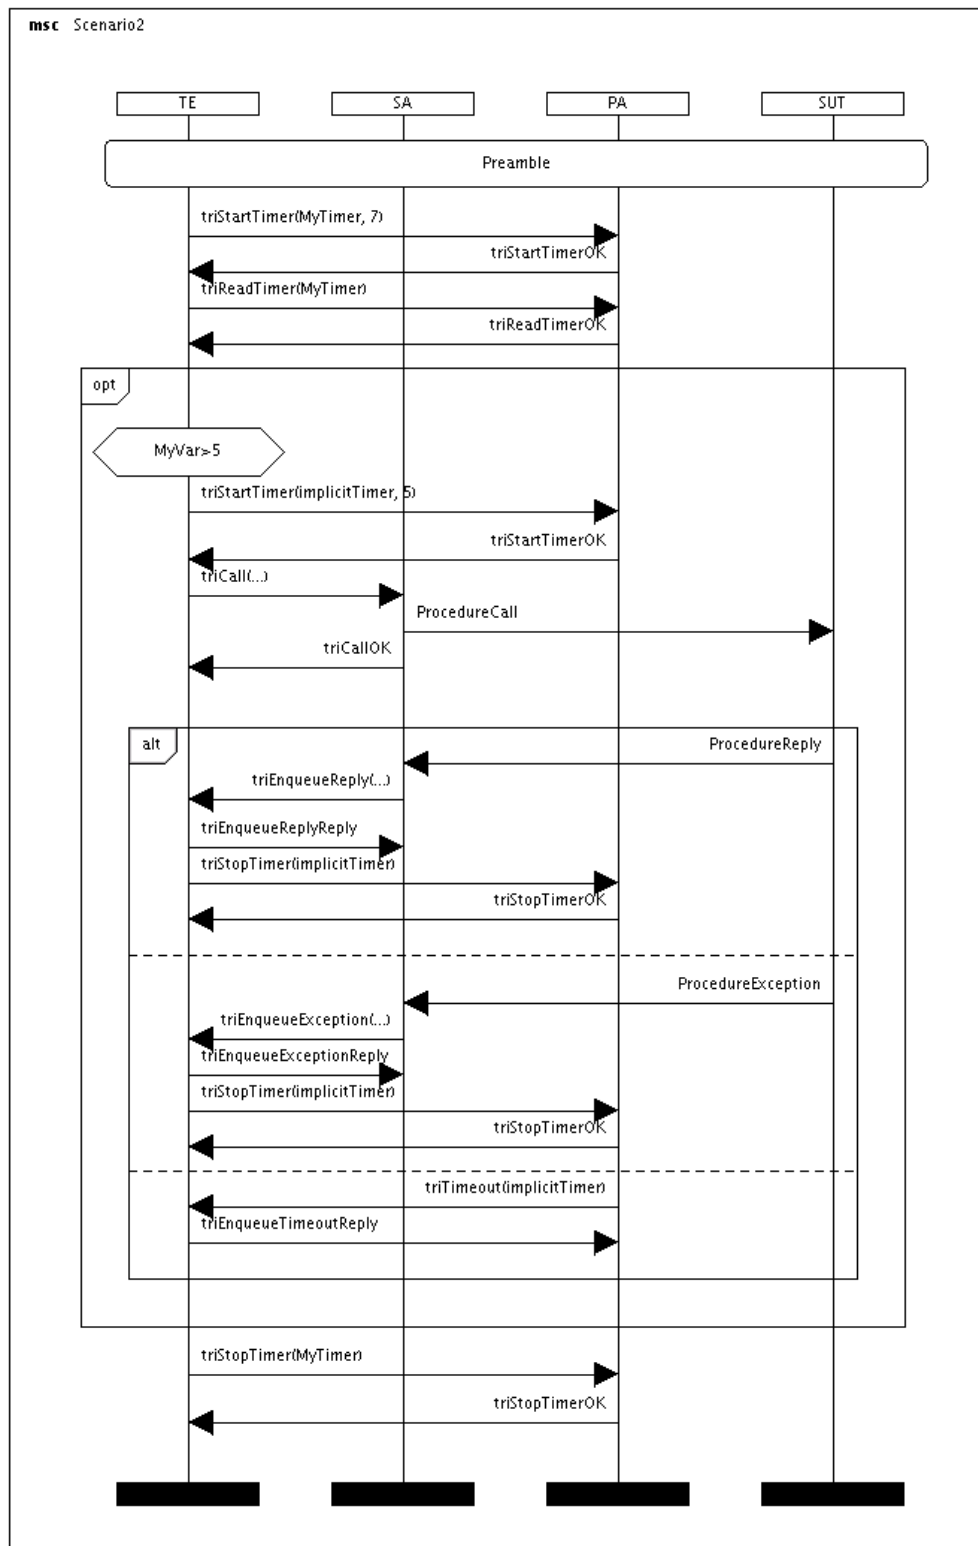 msc Scenario2
TE SA PA SUT
Preamble
triStartTimer(MyTimer, 7)
triStartTimerOK
triReadTimer(MyTimer)
triReadTimerOK
opt
MyVar>5
triStartTimer(implicitTimer, 5)
triStartTimerOK
triCall(...)
ProcedureCall
triCallOK
alt
ProcedureReply
triEnqueueReply(...)
triEnqueueReplyReply
triStopTimer(implicitTimer)
triStopTimerOK
ProcedureException
triEnqueueException(...)
triEnqueueExceptionReply
triStopTimer(implicitTimer)
triStopTimerOK
triTimeout(implicitTimer)
triEnqueueTimeoutReply
triStopTimer(MyTimer)
triStopTimerOK